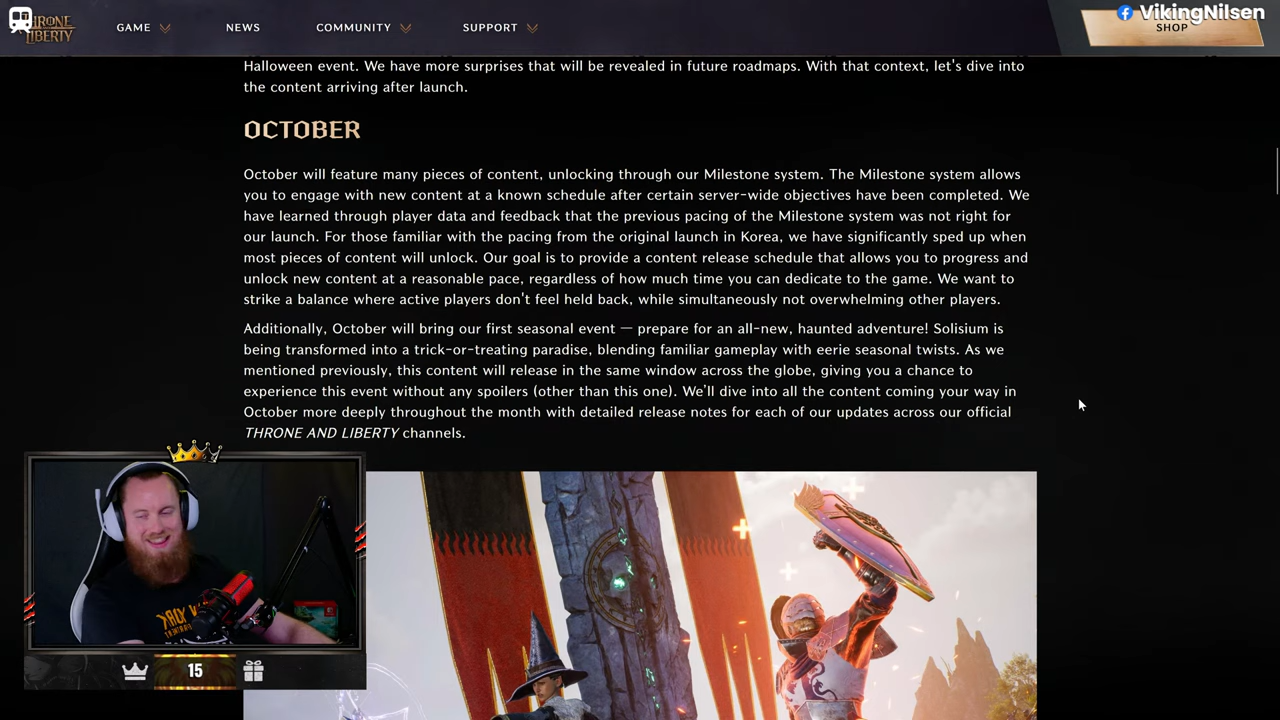 THRONE
LIBERTY
GAME
NEWS
COMMUNITY
SUPPORT
VikingNilsen
SHOP
Halloween event. We have more surprises that will be revealed in future roadmaps. With that context, let's dive into
the content arriving after launch.
OCTOBER
October will feature many pieces of content, unlocking through our Milestone system. The Milestone system allows
you to engage with new content at a known schedule after certain server-wide objectives have been completed. We
have learned through player data and feedback that the previous pacing of the Milestone system was not right for
our launch. For those familiar with the pacing from the original launch in Korea, we have significantly sped up when
most pieces of content will unlock. Our goal is to provide a content release schedule that allows you to progress and
unlock new content at a reasonable pace, regardless of how much time you can dedicate to the game. We want to
strike a balance where active players don't feel held back, while simultaneously not overwhelming other players.
Additionally, October will bring our first seasonal event — prepare for an all-new, haunted adventure! Solisium is
being transformed into a trick-or-treating paradise, blending familiar gameplay with eerie seasonal twists. As we
mentioned previously, this content will release in the same window across the globe, giving you a chance to
experience this event without any spoilers (other than this one). We'll dive into all the content coming your way in
October more deeply throughout the month with detailed release notes for each of our updates across our official
THRONE AND LIBERTY channels.
15